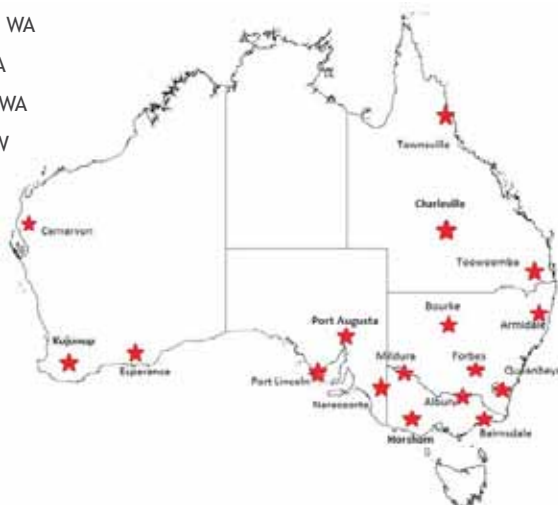 WA
A
WA
W
Townsville
Carnarvon
Charleville
Toowoomba
Bourke
Armidale
Port Augusta
Kojonup
Mildura
Forbes
Esperance
Port Lincoln
Albury
Naracoorte
Horsham
Bairnsdale